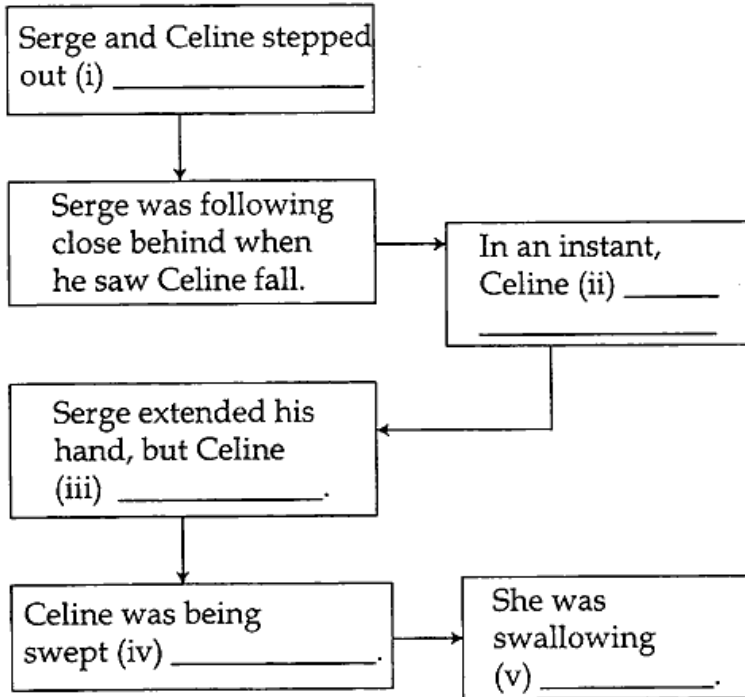 Serge and Celine stepped
out (i) ____________
Serge was following
close behind when
he saw Celine fall.
In an instant,
Celine (ii) ______
____________
Serge extended his
hand, but Celine
(iii) ____________.
Celine was being
swept (iv) ____________.
She was
swallowing
(v) ____________.